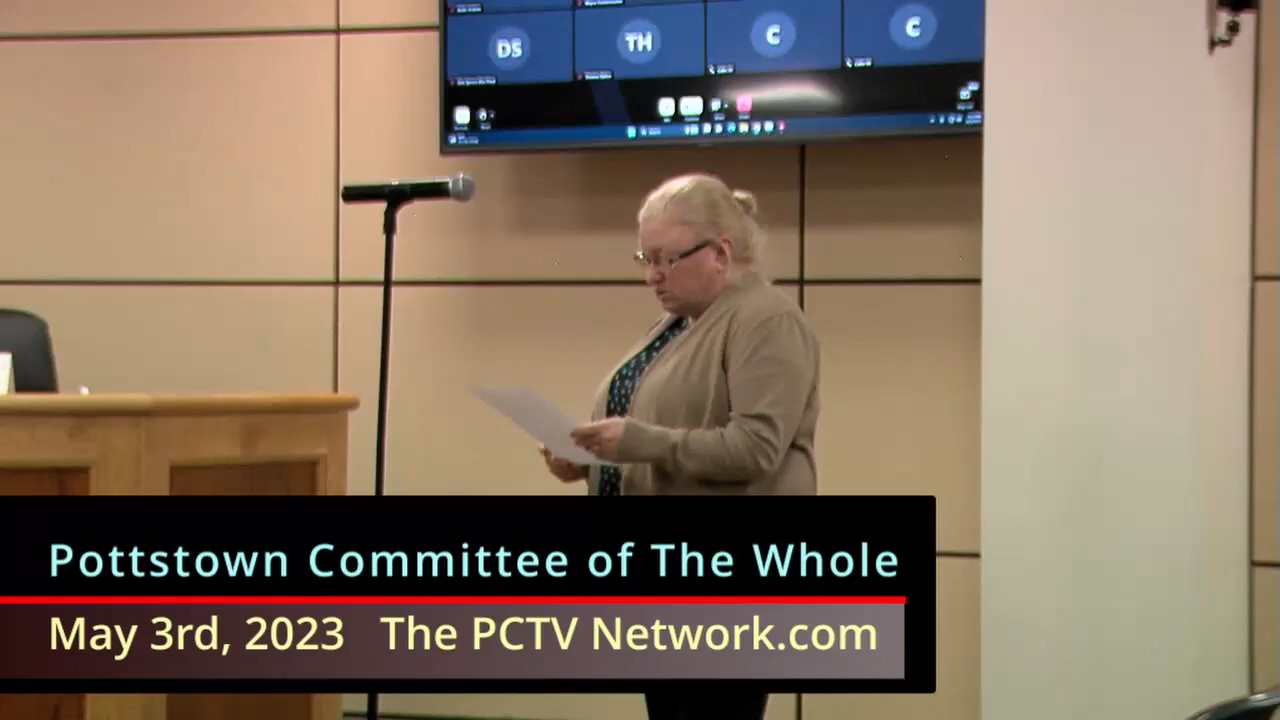 DS
TH
C
C
Pottstown Committee of The Whole
May 3rd, 2023 The PCTV Network.com